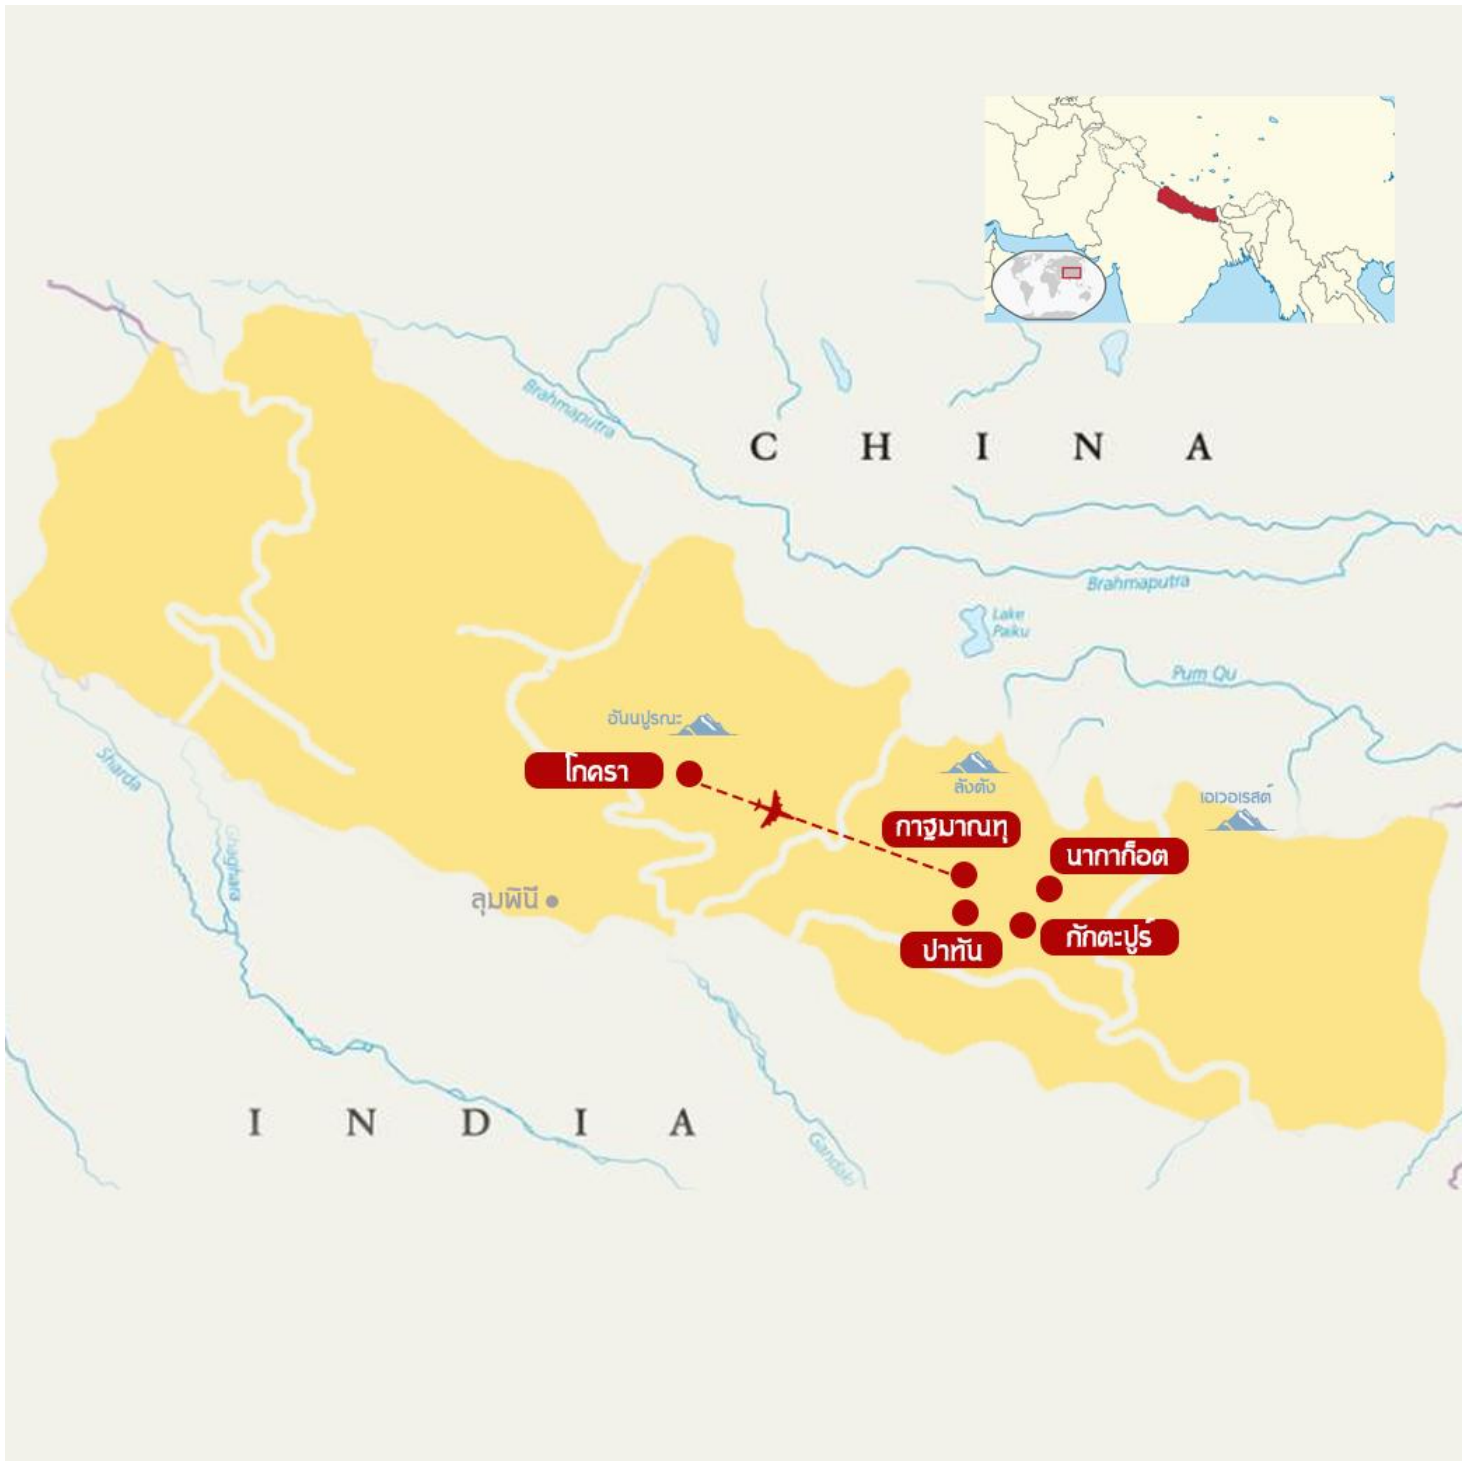 Brahmaputra
C H I N A
Brahmaputra
Lake
Paiku
Pum Qu
อันนปูรณะ
โภครา
ลังตัง
เอเวอเรสต์
Sharda
กาฐมาณฑุ
นากาก็อต
Ghaghara
ลุมพินี
ปาทัน
ภักตะปูร์
I N D I A
Gandaki